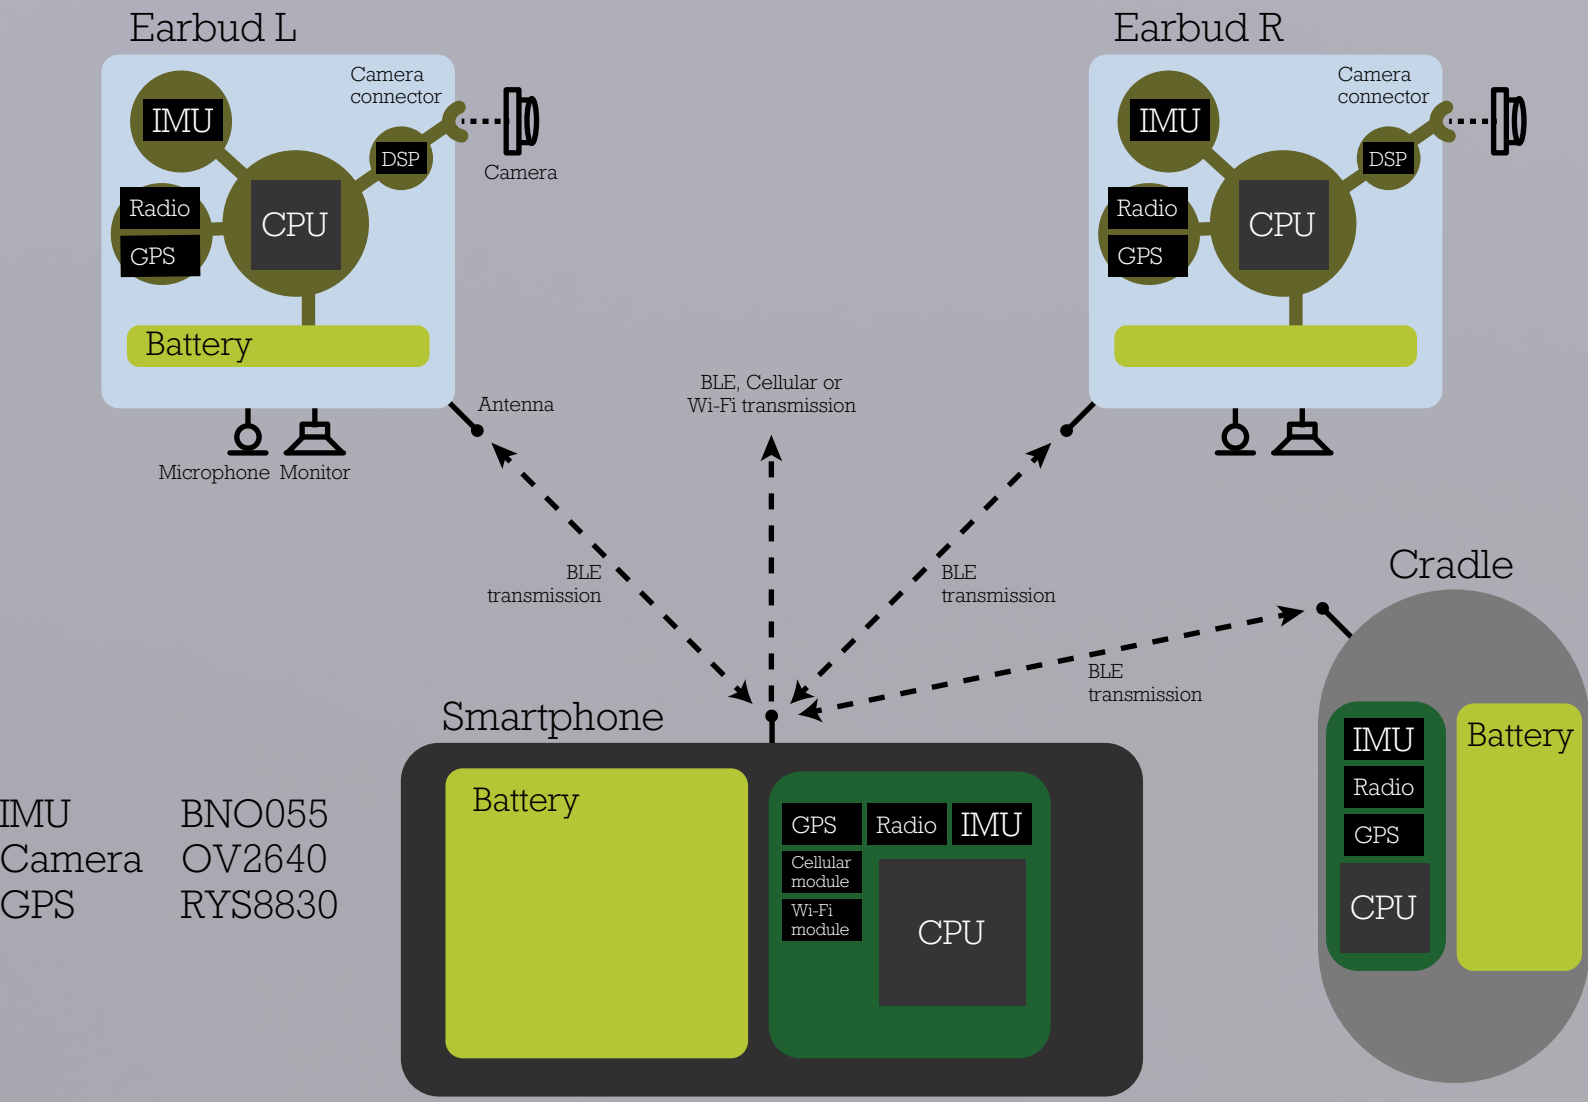 Earbud L
Camera
connector
IMU
DSP
Camera
Radio
CPU
GPS
Battery
Antenna
Microphone
Monitor
Earbud R
Camera
connector
IMU
DSP
Radio
CPU
GPS
BLE, Cellular or
Wi-Fi transmission
BLE
transmission
BLE
transmission
BLE
transmission
Cradle
IMU
Battery
Radio
GPS
CPU
Smartphone
Battery
GPS
Radio
IMU
Cellular
module
Wi-Fi
module
CPU
IMU BNO055
Camera OV2640
GPS RYS8830